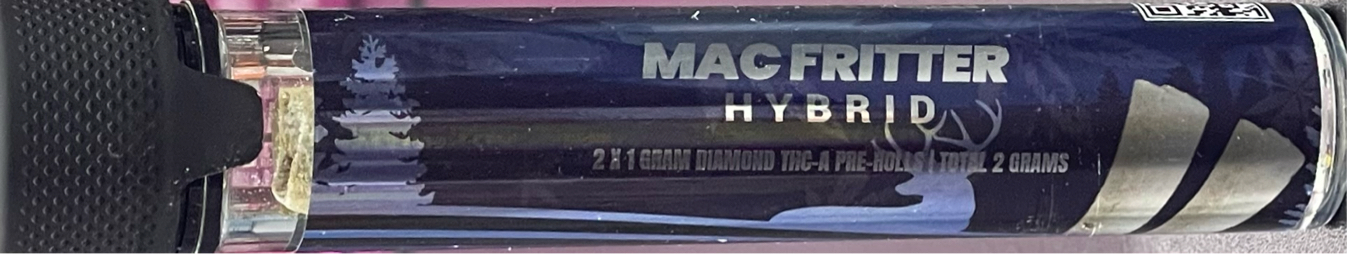 MAC FRITTER
HYBRID
2 X 1 GRAM DIAMOND THC-A PRE-ROLLS | TOTAL 2 GRAMS